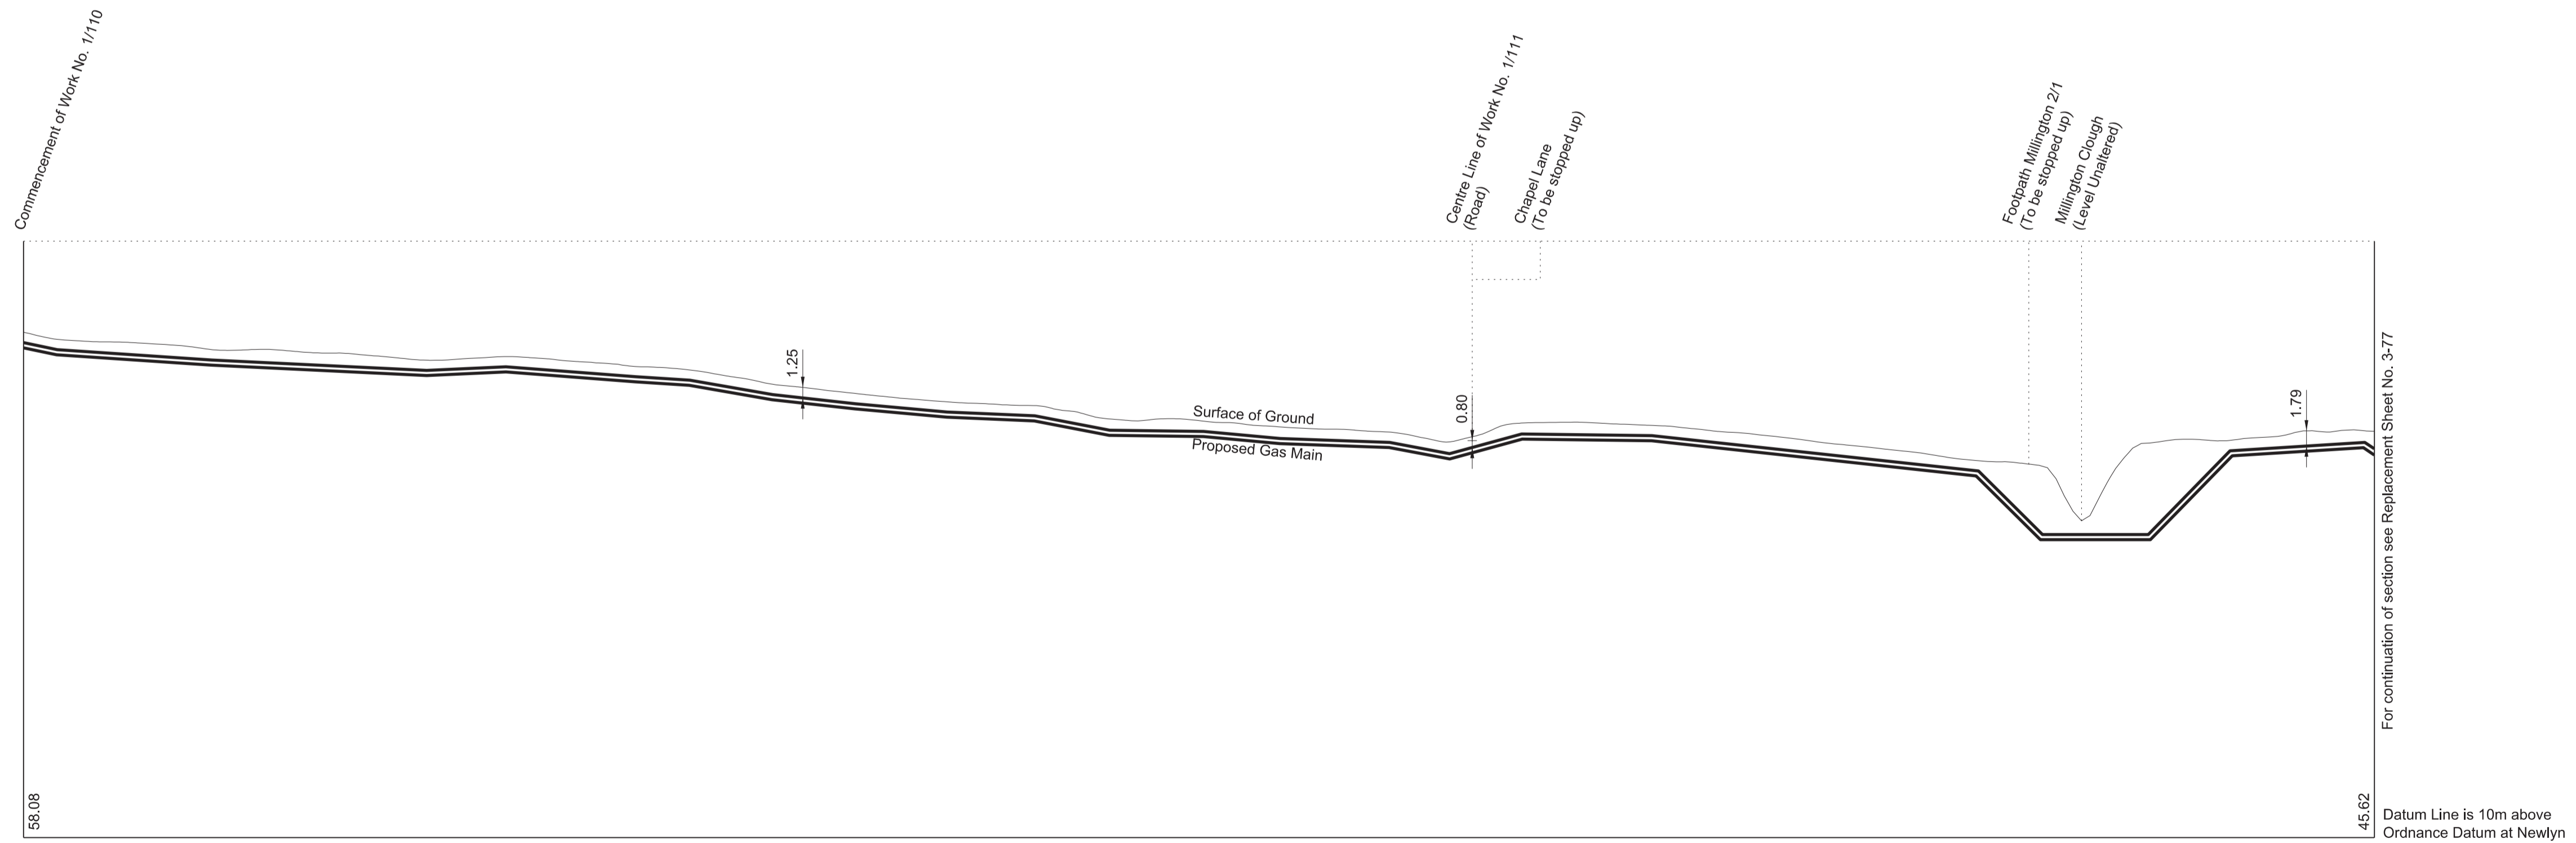 Commencement of Work No. 1/110
Centre Line of Work No. 1/111
(Road)
Chapel Lane
(To be stopped up)
Footpath Millington 2/1
(To be stopped up)
Millington Clough
(Level Unaltered)
1.25
0.80
1.79
Surface of Ground
Proposed Gas Main
For continuation of section see Replacement Sheet No. 3-77
58.08
45.62
Datum Line is 10m above
Ordnance Datum at Newlyn